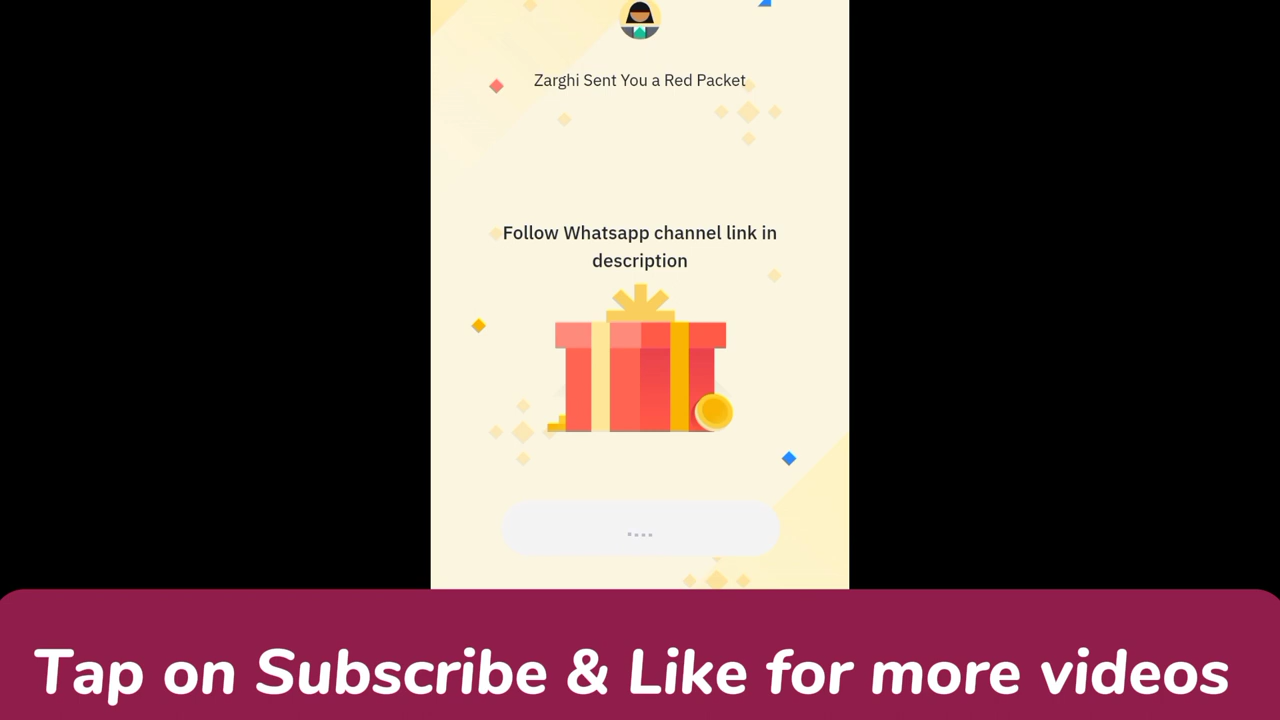 Zarghi Sent You a Red Packet
Follow Whatsapp channel link in
description
....
Tap on Subscribe & Like for more videos